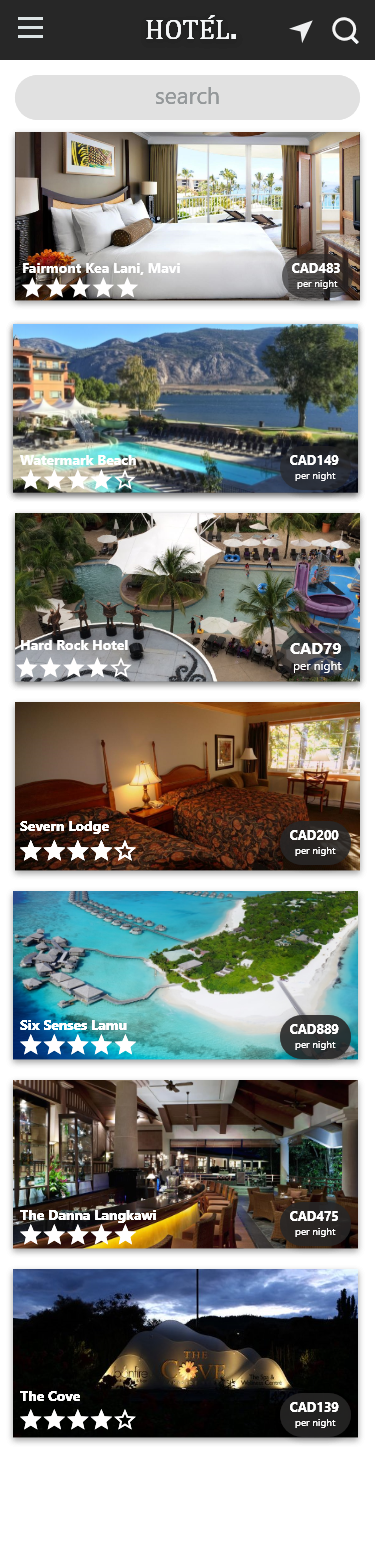 HOTÉL.
search
Fairmont Kea Lani, Mavi
CAD483
per night
Watermark Beach
CAD149
per night
Hard Rock Hotel
CAD79
per night
Severn Lodge
CAD200
per night
Six Senses Lamu
CAD889
per night
The Danna Langkawi
CAD475
per night
THE
COVE
The Cove
CAD139
per night